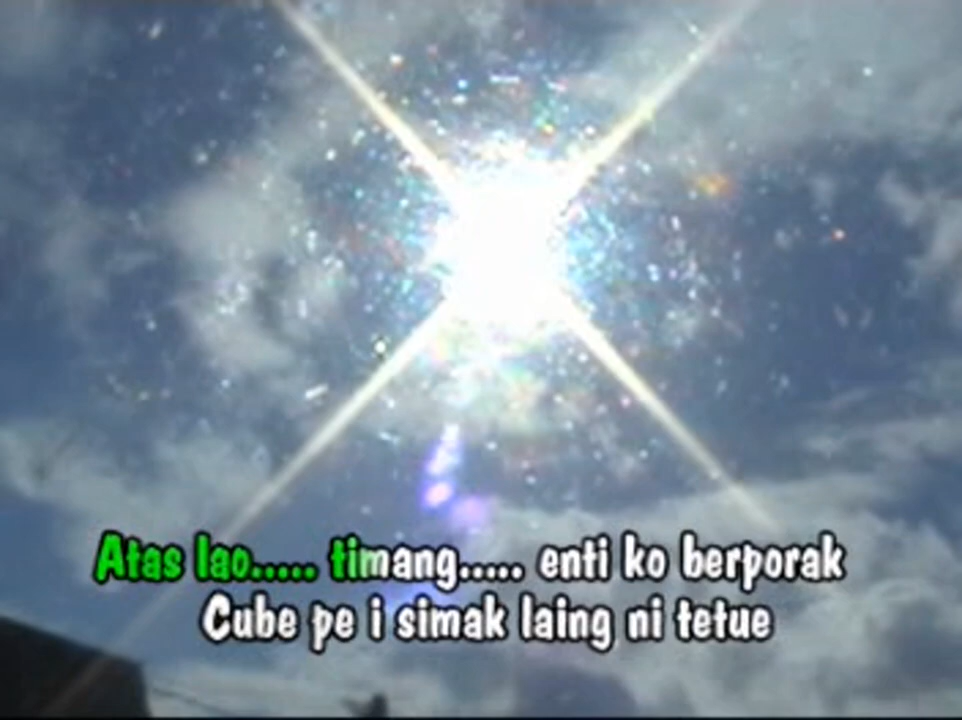 Atas lao..... timang..... enti ko berporak
Cube pe i simak laing ni tetue